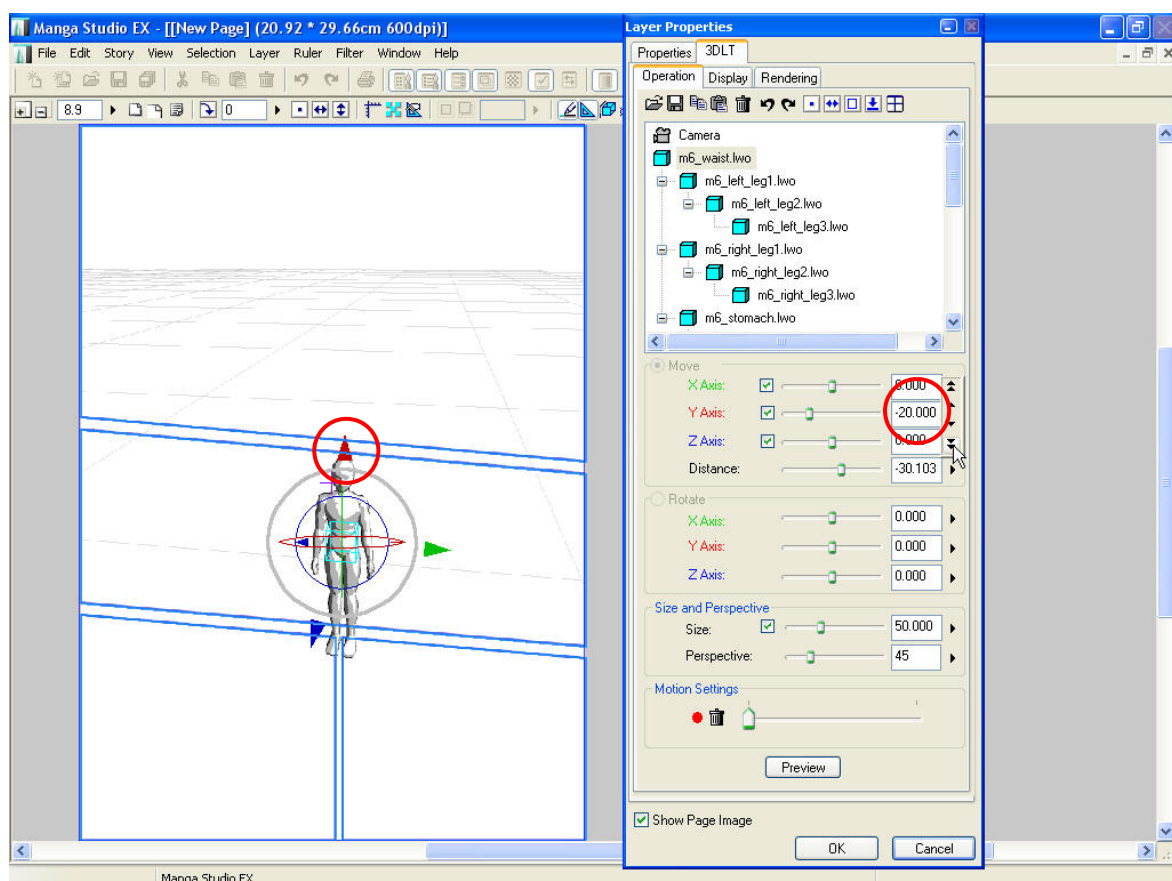 Manga Studio EX - [[New Page] (20.92 * 29.66cm 600dpi)]
File Edit Story View Selection Layer Ruler Filter Window Help
8.9
0
Layer Properties
Properties 3DLT
Operation Display Rendering
Camera
m6_waist.lwo
m6_left_leg1.lwo
m6_left_leg2.lwo
m6_left_leg3.lwo
m6_right_leg1.lwo
m6_right_leg2.lwo
m6_right_leg3.lwo
m6_stomach.lwo
Move
X Axis: 0.000
Y Axis: -20.000
Z Axis: 0.000
Distance: -30.103
Rotate
X Axis: 0.000
Y Axis: 0.000
Z Axis: 0.000
Size and Perspective
Size: 50.000
Perspective: 45
Motion Settings
Preview
Show Page Image
OK Cancel
Manga Studio EX